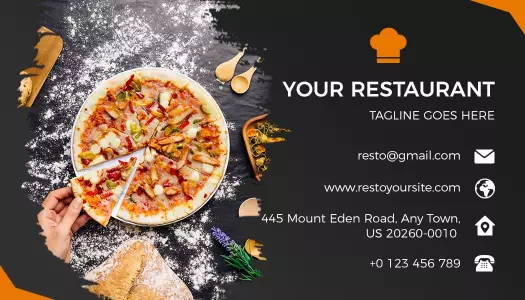 YOUR RESTAURANT
TAGLINE GOES HERE
resto@gmail.com
www.restoyoursite.com
445 Mount Eden Road, Any Town,
US 20260-0010
+0 123 456 789